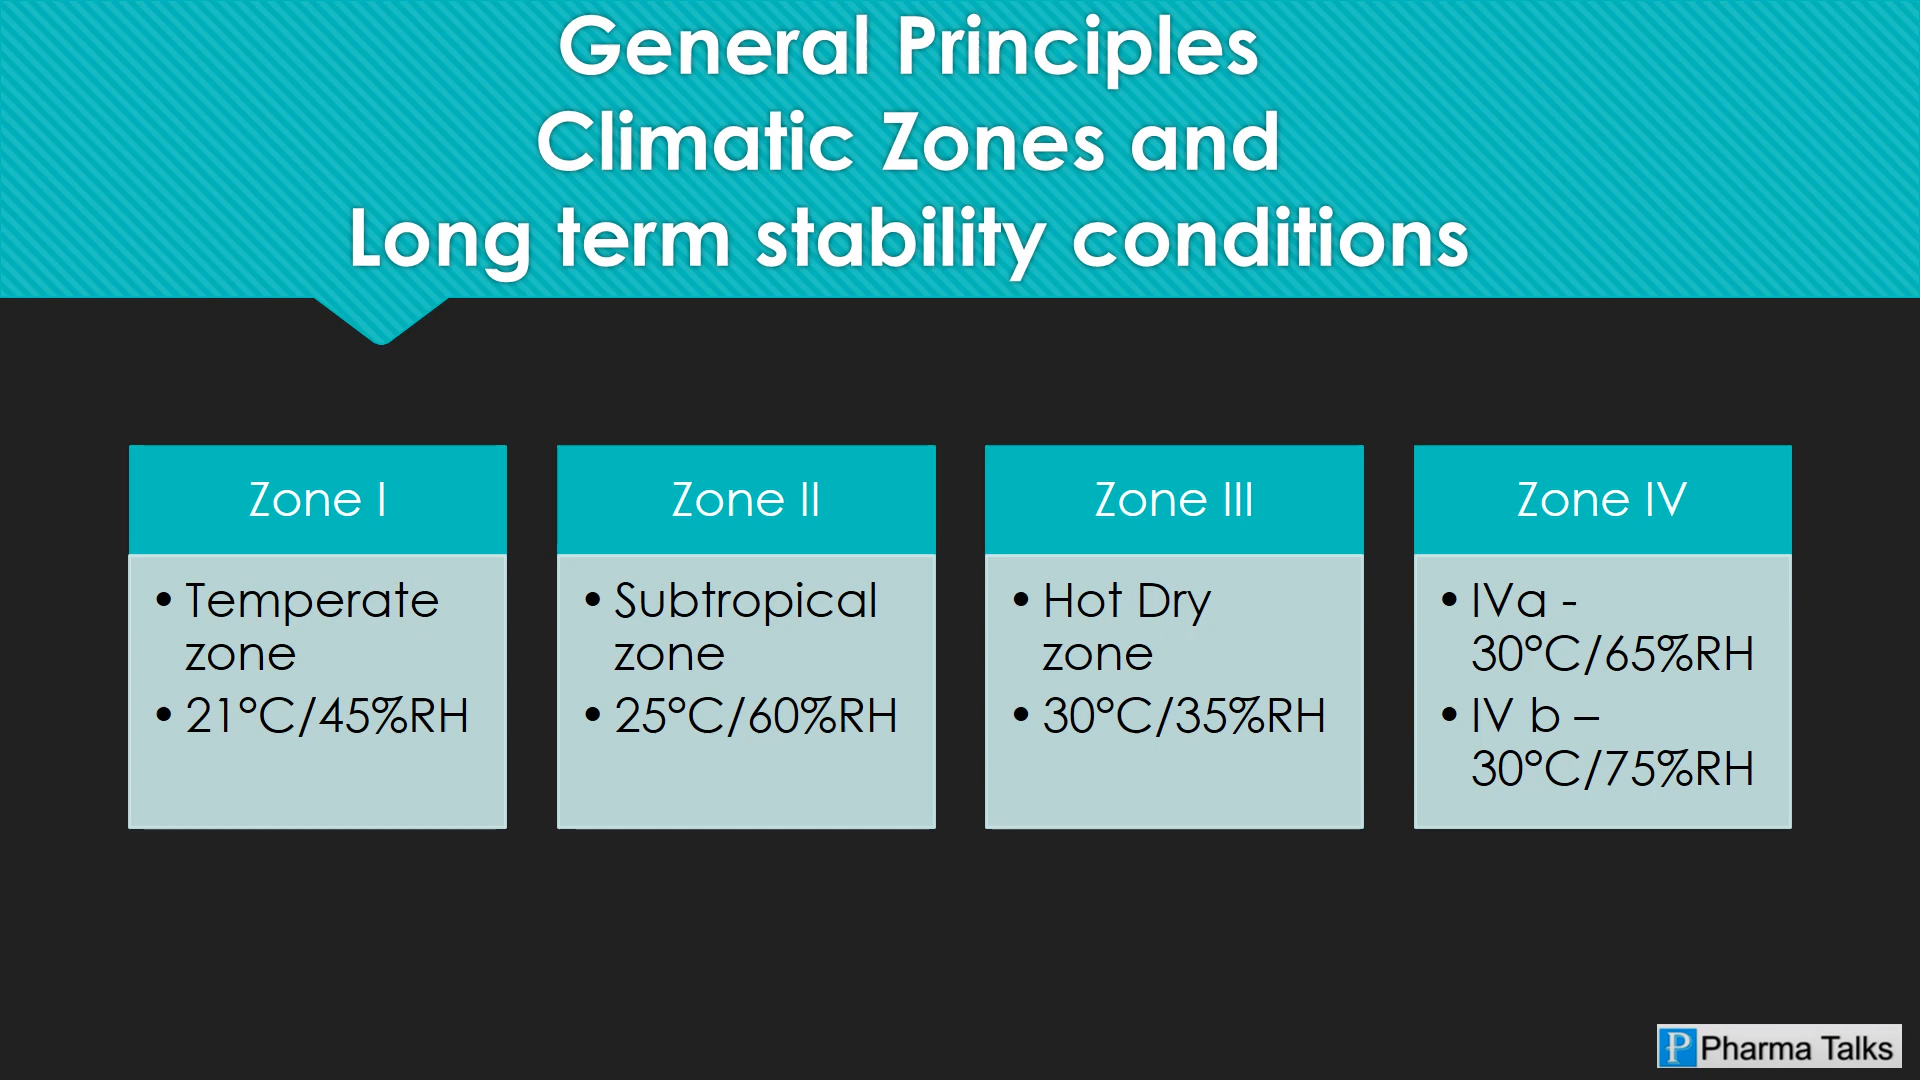 General Principles
Climatic Zones and
Long term stability conditions
Zone I
• Temperate
zone
• 21°C/45%RH
Zone II
• Subtropical
zone
• 25°C/60%RH
Zone III
• Hot Dry
zone
• 30°C/35%RH
Zone IV
• IVa -
30°C/65%RH
• IV b –
30°C/75%RH
P Pharma Talks